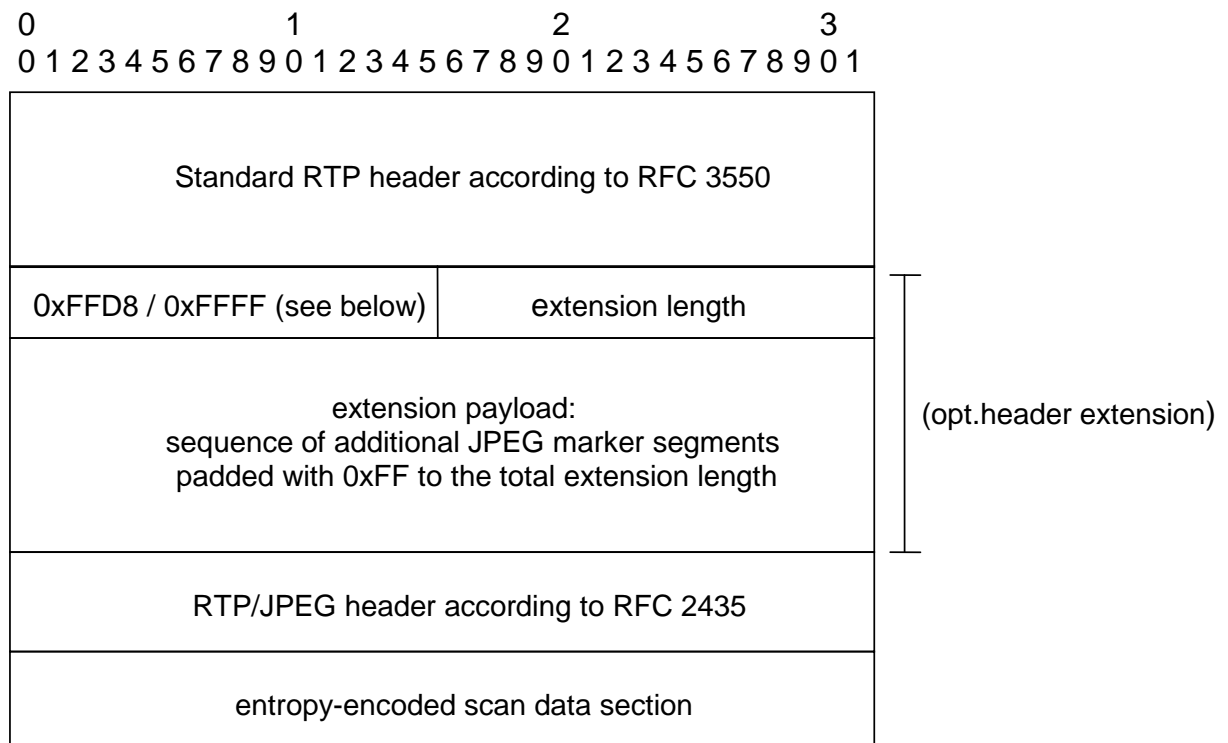 0 1 2 3
0 1 2 3 4 5 6 7 8 9 0 1 2 3 4 5 6 7 8 9 0 1 2 3 4 5 6 7 8 9 0 1
Standard RTP header according to RFC 3550
0xFFD8 / 0xFFFF (see below) extension length
extension payload:
sequence of additional JPEG marker segments
padded with 0xFF to the total extension length
(opt.header extension)
RTP/JPEG header according to RFC 2435
entropy-encoded scan data section